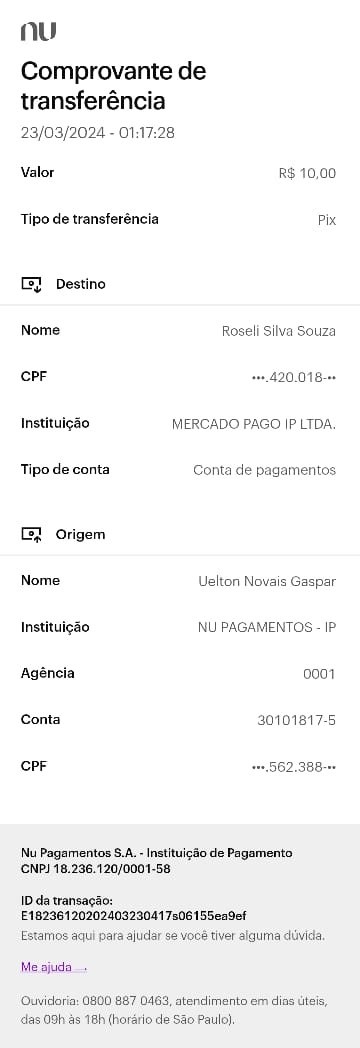 nu
Comprovante de
transferência
23/03/2024 - 01:17:28
Valor R$ 10,00
Tipo de transferência Pix
Destino
Nome Roseli Silva Souza
CPF •••.420.018-••
Instituição MERCADO PAGO IP LTDA.
Tipo de conta Conta de pagamentos
Origem
Nome Uelton Novais Gaspar
Instituição NU PAGAMENTOS - IP
Agência 0001
Conta 30101817-5
CPF •••.562.388-••
Nu Pagamentos S.A. - Instituição de Pagamento
CNPJ 18.236.120/0001-58
ID da transação:
E18236120202403230417s06155ea9ef
Estamos aqui para ajudar se você tiver alguma dúvida.
Me ajuda →
Ouvidoria: 0800 887 0463, atendimento em dias úteis,
das 09h às 18h (horário de São Paulo).